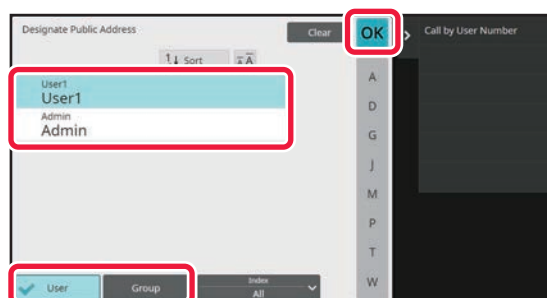 Designate Public Address
Clear
OK
Call by User Number
Sort
User1
User1
Admin
Admin
A
D
G
J
M
P
T
W
User
Group
Index
All